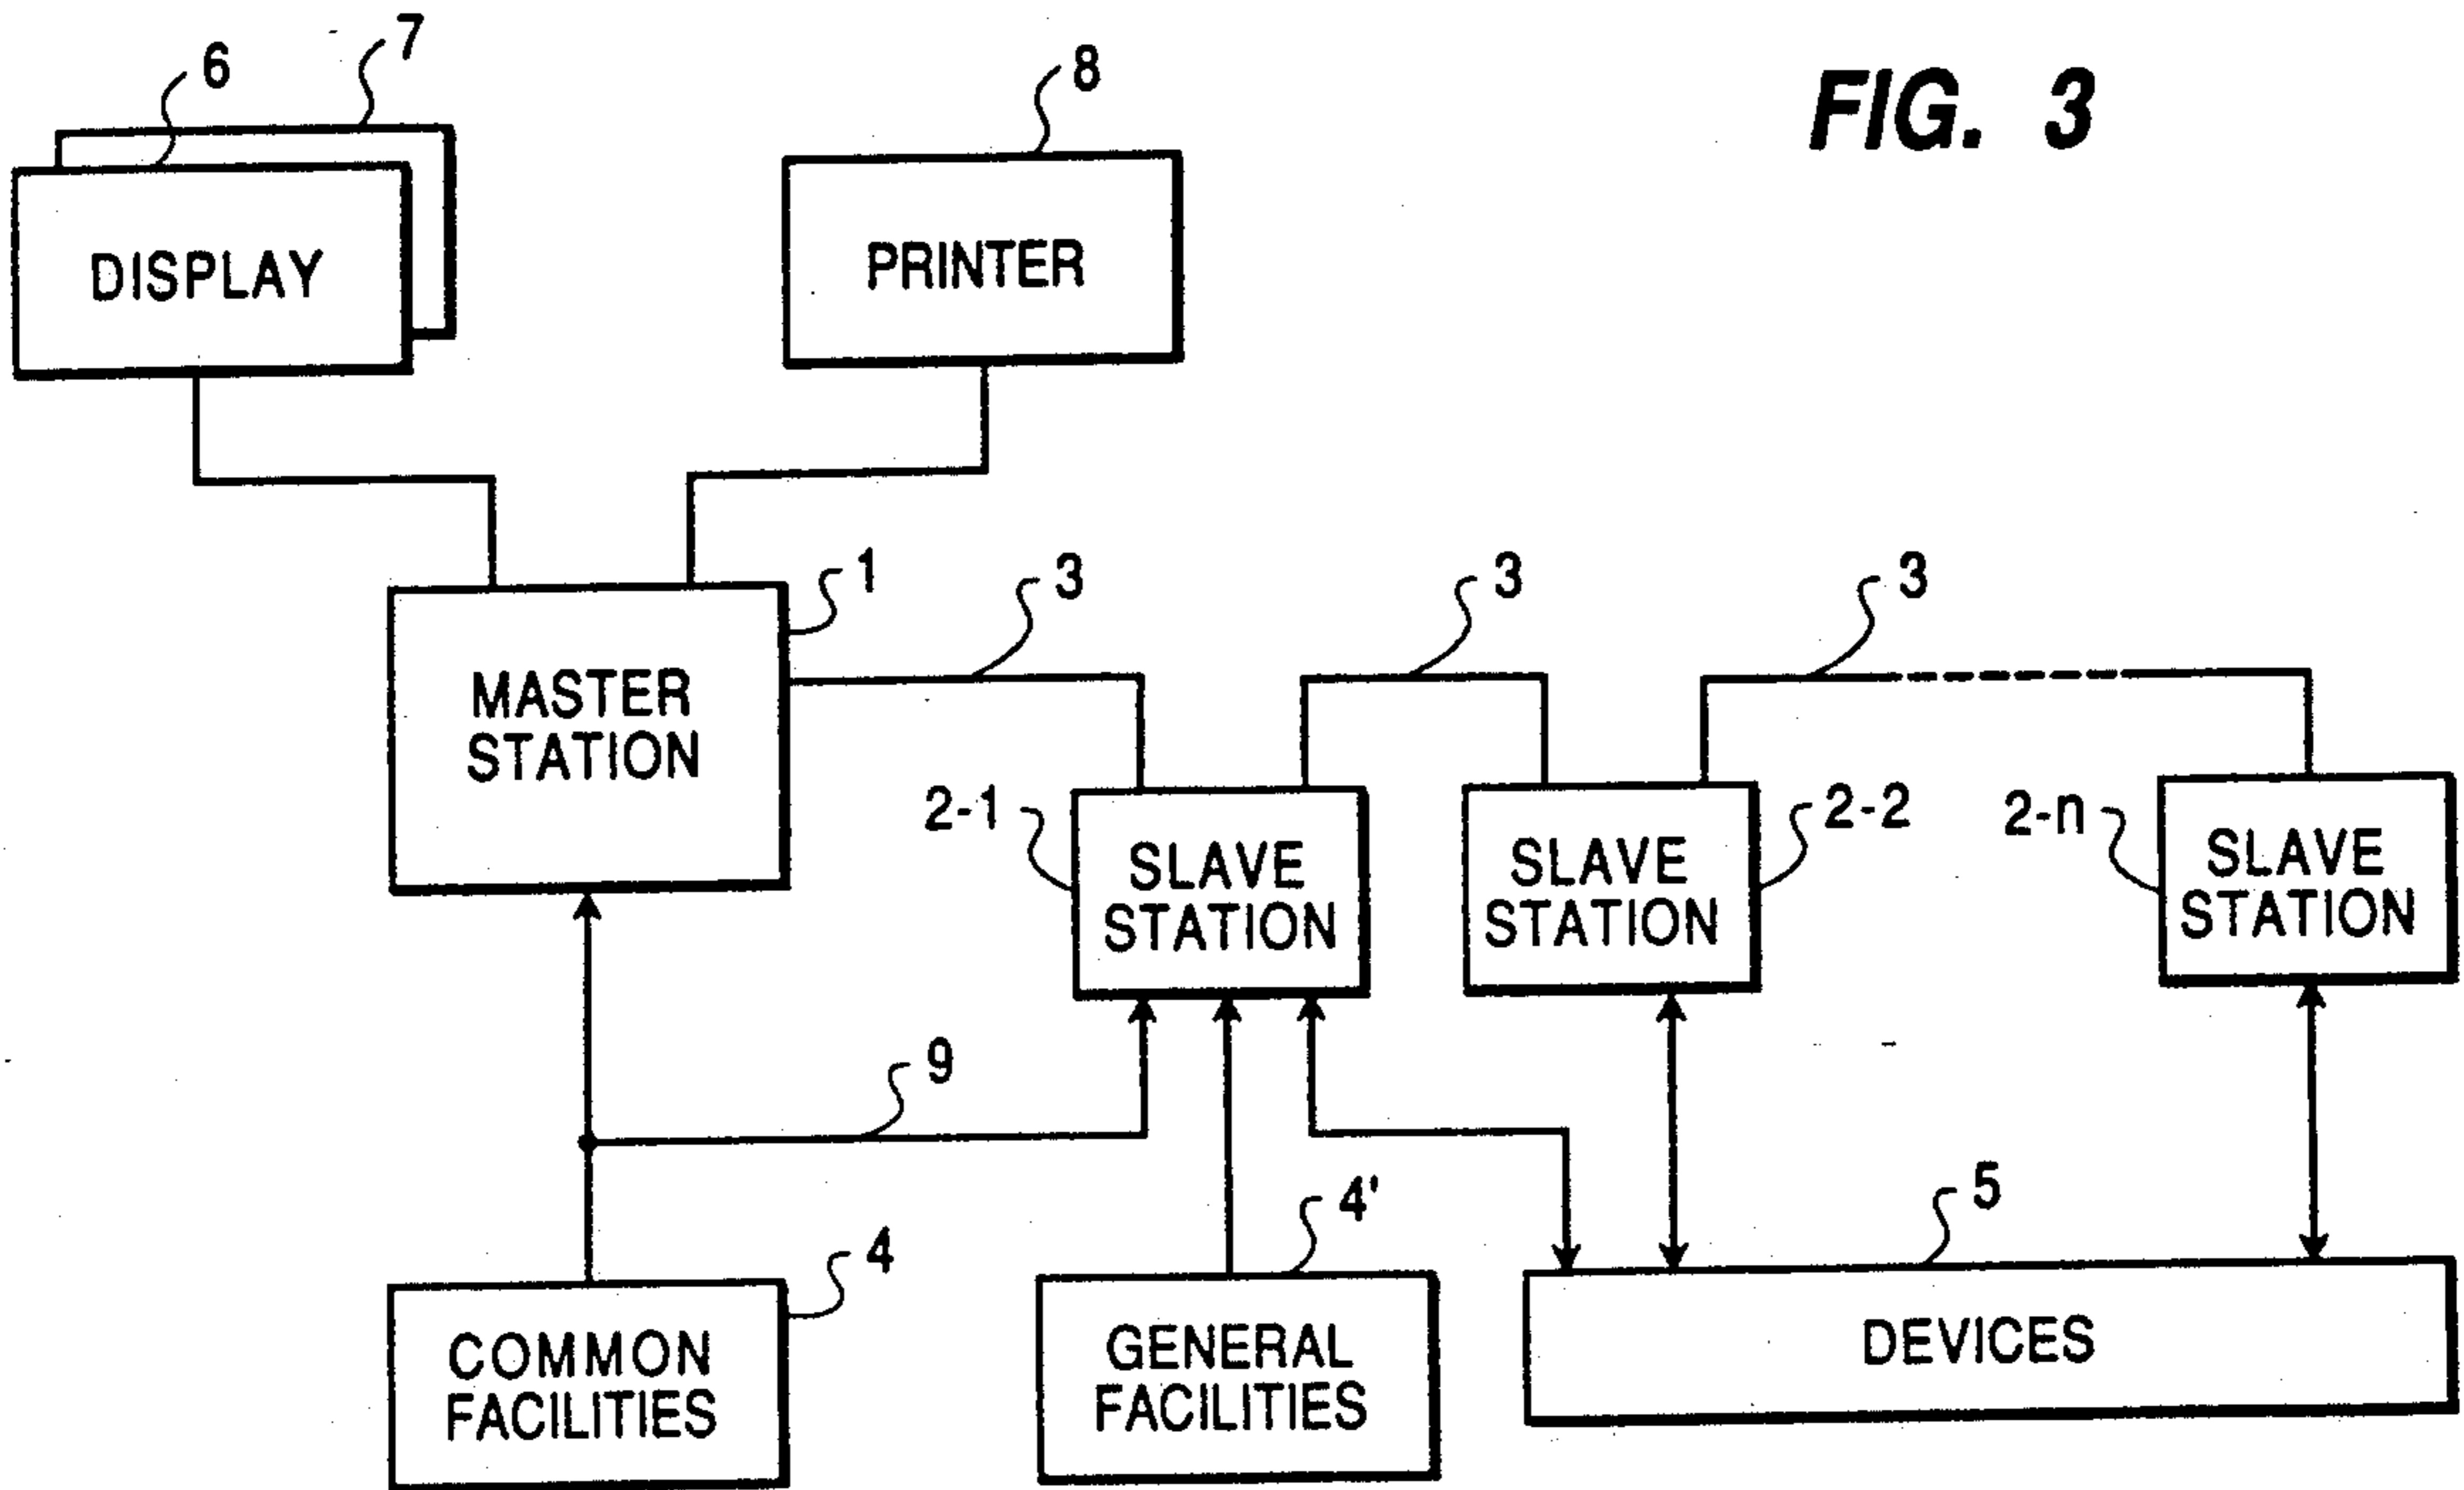 FIG. 3
6
7
8
DISPLAY
PRINTER
1
3
3
3
MASTER
STATION
2-1
2-2
2-n
SLAVE
STATION
SLAVE
STATION
SLAVE
STATION
9
4
4'
5
COMMON
FACILITIES
GENERAL
FACILITIES
DEVICES